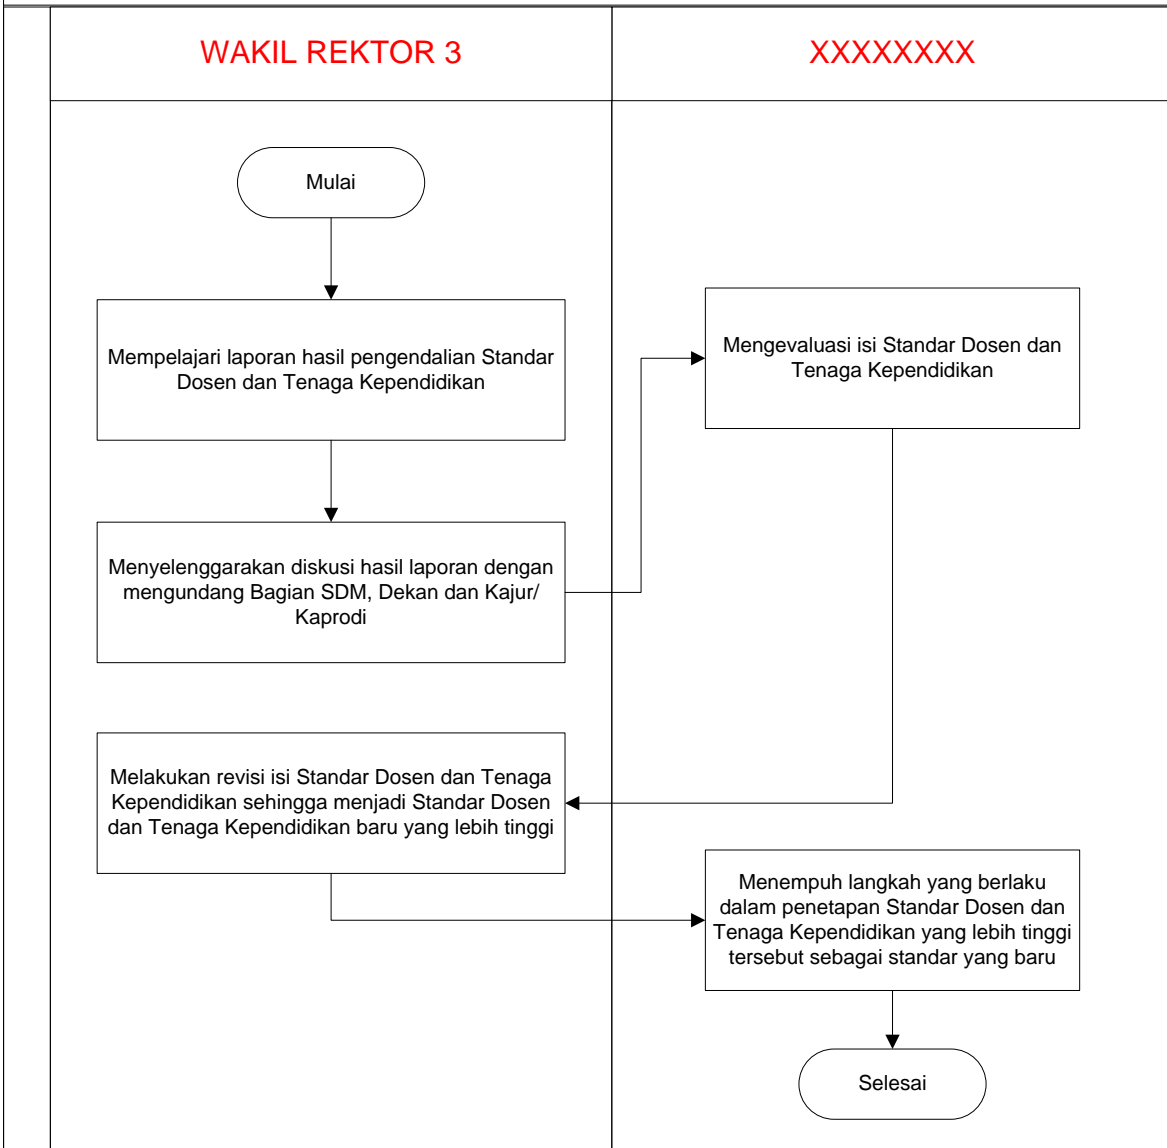 WAKIL REKTOR 3
XXXXXXXX
Mulai
Mempelajari laporan hasil pengendalian Standar
Dosen dan Tenaga Kependidikan
Menyelenggarakan diskusi hasil laporan dengan
mengundang Bagian SDM, Dekan dan Kajur/
Kaprodi
Mengevaluasi isi Standar Dosen dan
Tenaga Kependidikan
Melakukan revisi isi Standar Dosen dan Tenaga
Kependidikan sehingga menjadi Standar Dosen
dan Tenaga Kependidikan baru yang lebih tinggi
Menempuh langkah yang berlaku
dalam penetapan Standar Dosen dan
Tenaga Kependidikan yang lebih tinggi
tersebut sebagai standar yang baru
Selesai